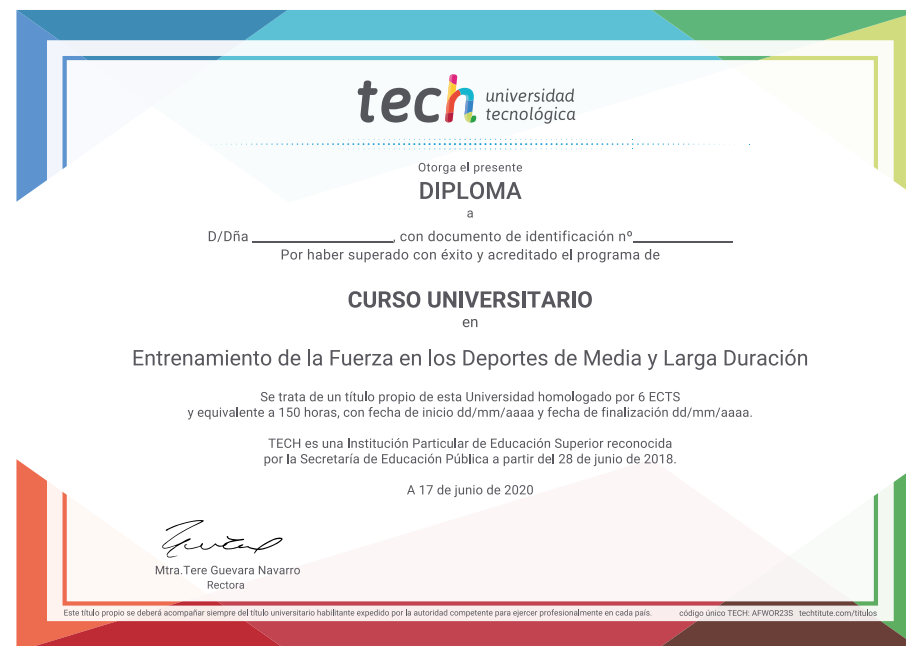 tech universidad
tecnológica
Otorga el presente
DIPLOMA
a
D/Dña ____________________, con documento de identificación nº______________
Por haber superado con éxito y acreditado el programa de
CURSO UNIVERSITARIO
en
Entrenamiento de la Fuerza en los Deportes de Media y Larga Duración
Se trata de un título propio de esta Universidad homologado por 6 ECTS
y equivalente a 150 horas, con fecha de inicio dd/mm/aaaa y fecha de finalización dd/mm/aaaa.
TECH es una Institución Particular de Educación Superior reconocida
por la Secretaría de Educación Pública a partir del 28 de junio de 2018.
A 17 de junio de 2020
Mtra.Tere Guevara Navarro
Rectora
Este título propio se deberá acompañar siempre del título universitario habilitante expedido por la autoridad competente para ejercer profesionalmente en cada país. código único TECH: AFWOR23S techtitute.com/titulos